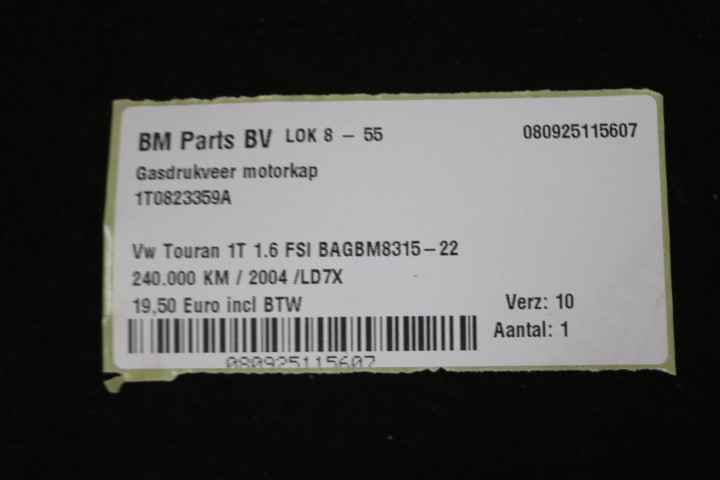 BM Parts BV LOK 8 - 55 080925115607
Gasdrukveer motorkap
1T0823359A
Vw Touran 1T 1.6 FSI BAGBM8315-22
240.000 KM / 2004 /LD7X
19,50 Euro incl BTW Verz: 10
Aantal: 1
080925115607